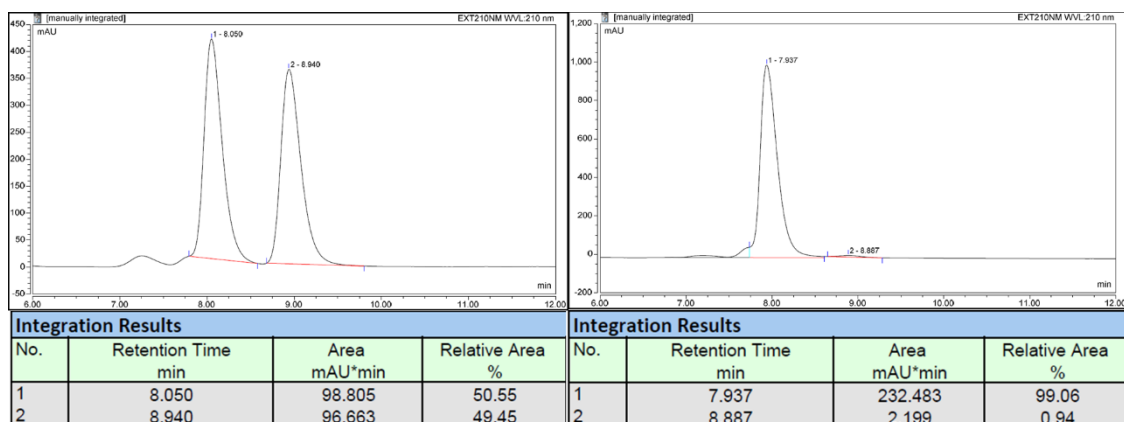 [manually integrated] EXT210NM WVL:210 nm
450
mAU
1 - 8.050
400
2 - 8.940
350
300
250
200
150
100
50
0
-50
min
6.00 7.00 8.00 9.00 10.00 11.00 12.00
Integration Results
No. Retention Time Area Relative Area
min mAU*min %
1 8.050 98.805 50.55
2 8.940 96.663 49.45
[manually integrated] EXT210NM WVL:210 nm
1,200
mAU
1 - 7.937
1,000
800
600
400
200
2 - 8.887
0
-200
min
6.00 7.00 8.00 9.00 10.00 11.00 12.00
Integration Results
No. Retention Time Area Relative Area
min mAU*min %
1 7.937 232.483 99.06
2 8.887 2.199 0.94